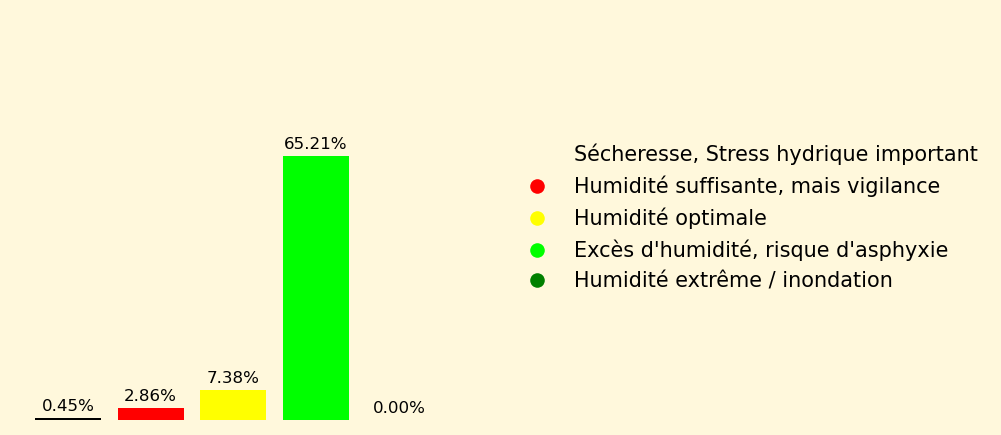 65.21%
7.38%
2.86%
0.45%
0.00%
Sécheresse, Stress hydrique important
Humidité suffisante, mais vigilance
Humidité optimale
Excès d'humidité, risque d'asphyxie
Humidité extrême / inondation